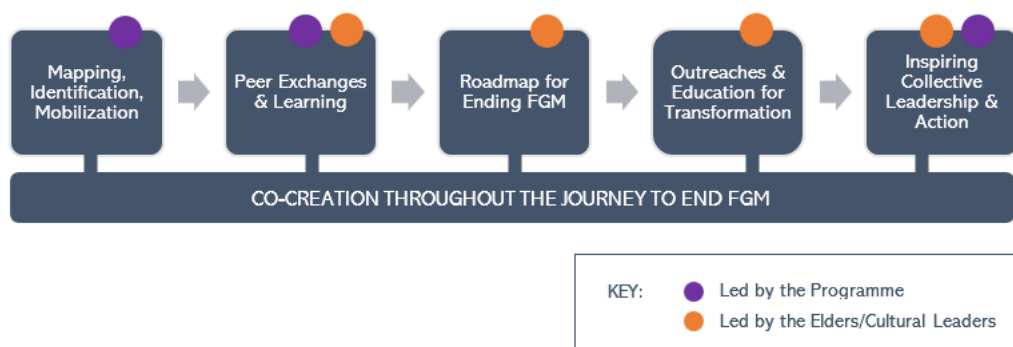 Mapping,
Identification,
Mobilization
Peer Exchanges
& Learning
Roadmap for
Ending FGM
Outreaches &
Education for
Transformation
Inspiring
Collective
Leadership &
Action
CO-CREATION THROUGHOUT THE JOURNEY TO END FGM
KEY:
Led by the Programme
Led by the Elders/Cultural Leaders